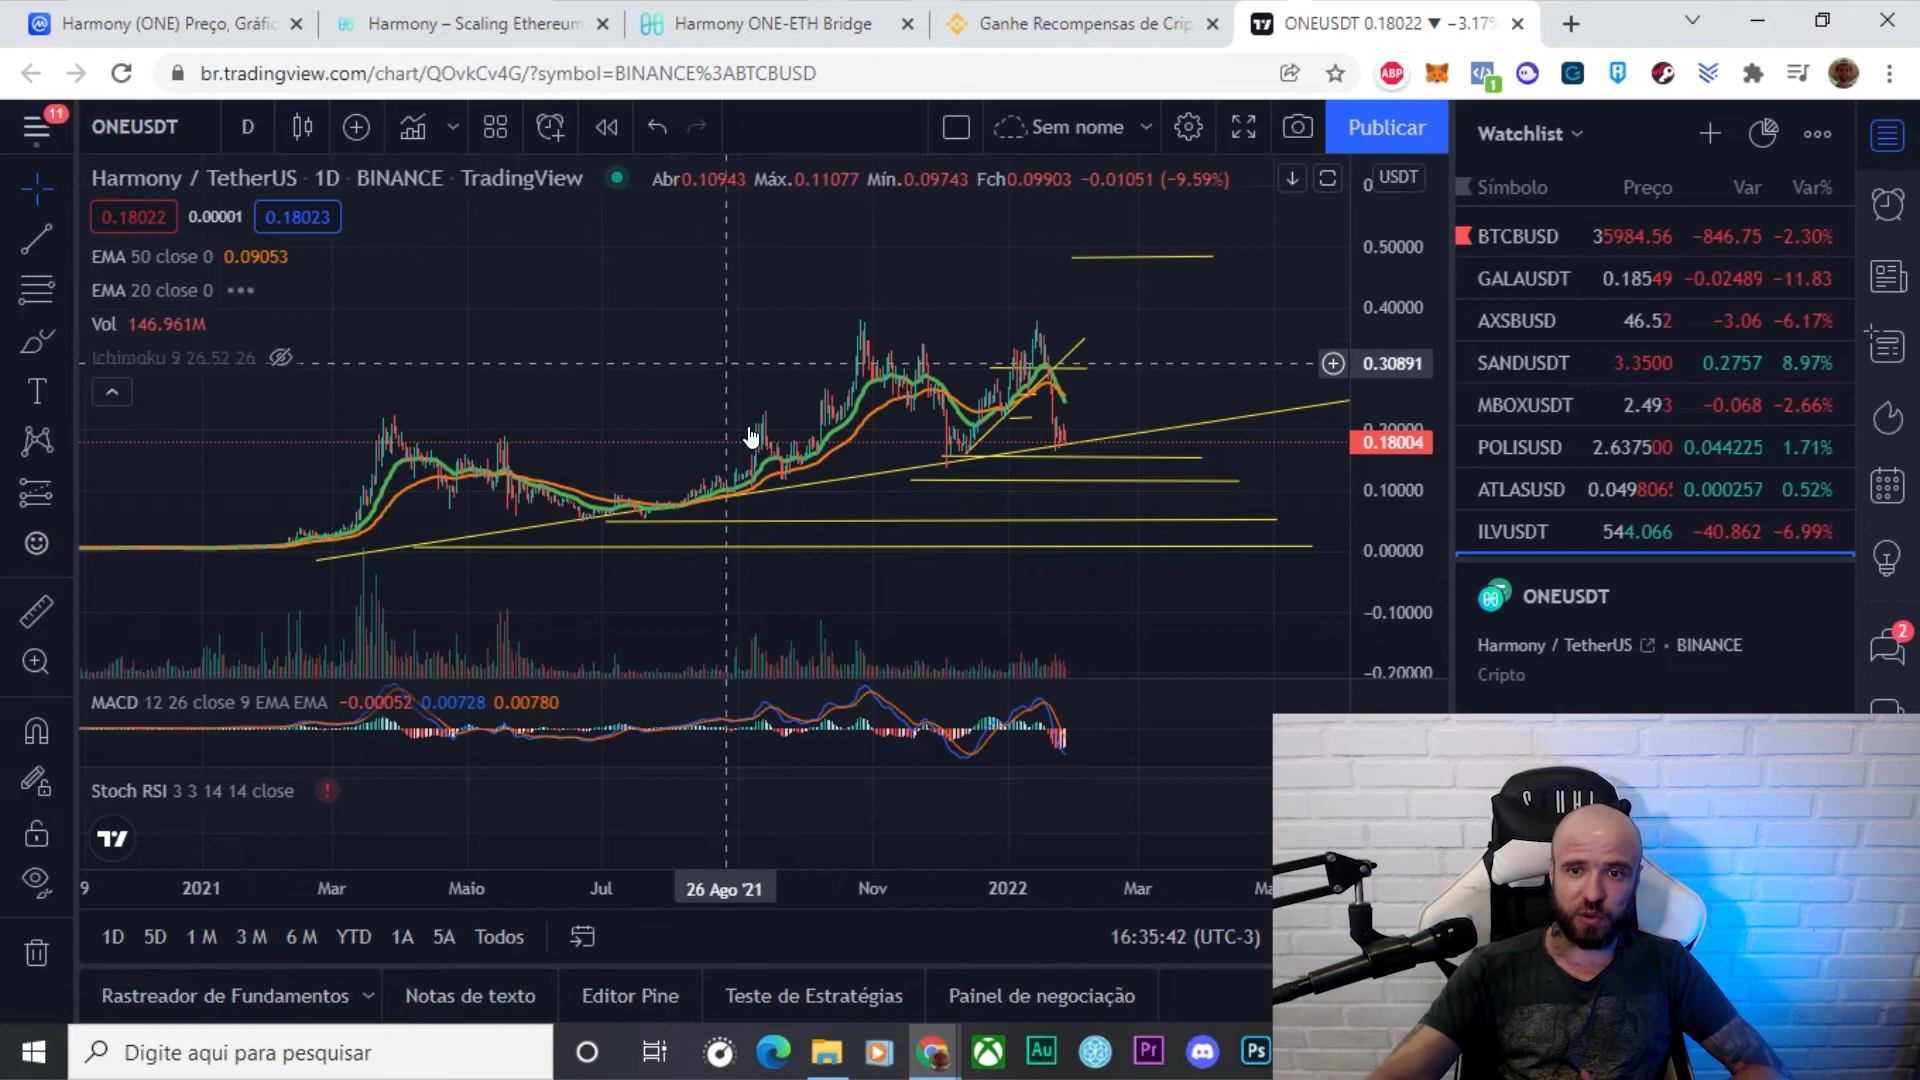 Harmony (ONE) Preço, Gráfic
Harmony – Scaling Ethereum
Harmony ONE-ETH Bridge
Ganhe Recompensas de Crip
ONEUSDT 0.18022 ▼ −3.17%
br.tradingview.com/chart/QOvkCv4G/?symbol=BINANCE%3ABTCBUSD
ABP
1
11
ONEUSDT
D
Sem nome
Publicar
Watchlist
Harmony / TetherUS · 1D · BINANCE · TradingView
Abr0.10943 Máx.0.11077 Mín.0.09743 Fch0.09903 −0.01051 (−9.59%)
USDT
0.18022 0.00001 0.18023
EMA 50 close 0 0.09053
EMA 20 close 0
Vol 146.961M
Ichimoku 9 26 52 26
0.50000
0.40000
0.30891
0.20000
0.18004
0.10000
0.00000
−0.10000
−0.20000
Símbolo Preço Var Var%
BTCBUSD 35984.56 −846.75 −2.30%
GALAUSDT 0.18549 −0.02489 −11.83
AXSBUSD 46.52 −3.06 −6.17%
SANDUSDT 3.3500 0.2757 8.97%
MBOXUSDT 2.493 −0.068 −2.66%
POLISUSD 2.637500 0.044225 1.71%
ATLASUSD 0.0498065 0.000257 0.52%
ILVUSDT 544.066 −40.862 −6.99%
ONEUSDT
Harmony / TetherUS • BINANCE
Cripto
2
MACD 12 26 close 9 EMA EMA −0.00052 0.00728 0.00780
Stoch RSI 3 3 14 14 close
9 2021 Mar Maio Jul 26 Ago '21 Nov 2022 Mar Ma
1D 5D 1 M 3 M 6 M YTD 1A 5A Todos
16:35:42 (UTC-3)
Rastreador de Fundamentos
Notas de texto
Editor Pine
Teste de Estratégias
Painel de negociação
Digite aqui para pesquisar
Au
Pr
Ps